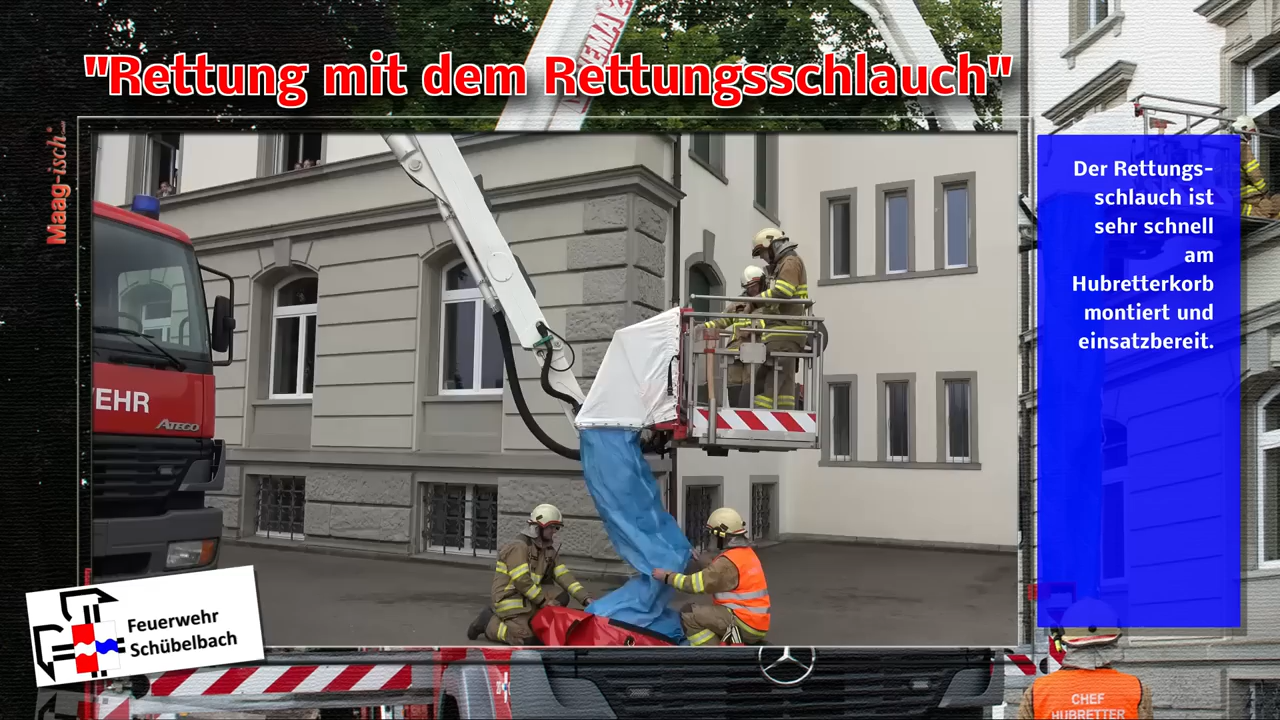 "Rettung mit dem Rettungsschlauch"
Maag-isch...
Der Rettungs-
schlauch ist
sehr schnell
am
Hubretterkorb
montiert und
einsatzbereit.
EHR
ATEGO
Feuerwehr
Schübelbach
CHEF
HUBRETTER